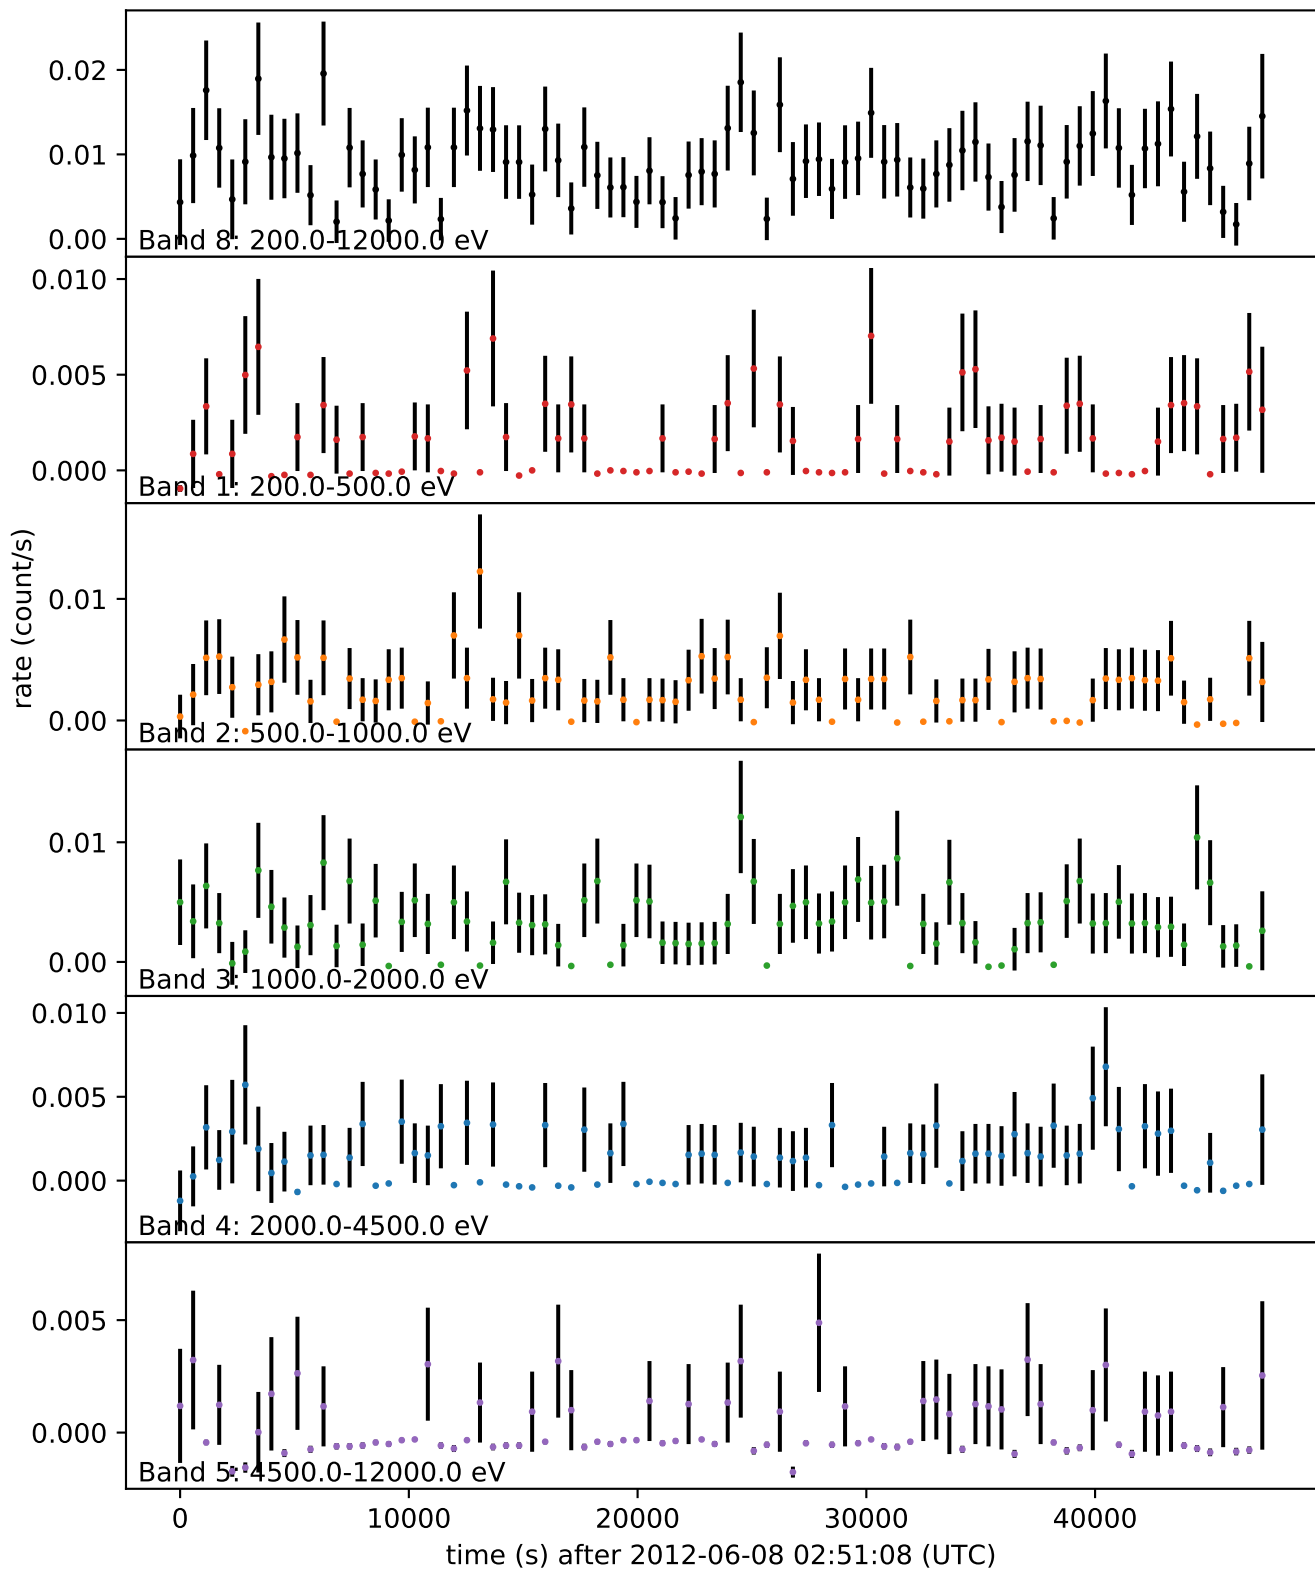 0.02
0.01
0.00
Band 8: 200.0-12000.0 eV
0.010
0.005
0.000
Band 1: 200.0-500.0 eV
rate (count/s)
0.01
0.00
Band 2: 500.0-1000.0 eV
0.01
0.00
Band 3: 1000.0-2000.0 eV
0.010
0.005
0.000
Band 4: 2000.0-4500.0 eV
0.005
0.000
Band 5: 4500.0-12000.0 eV
0 10000 20000 30000 40000
time (s) after 2012-06-08 02:51:08 (UTC)